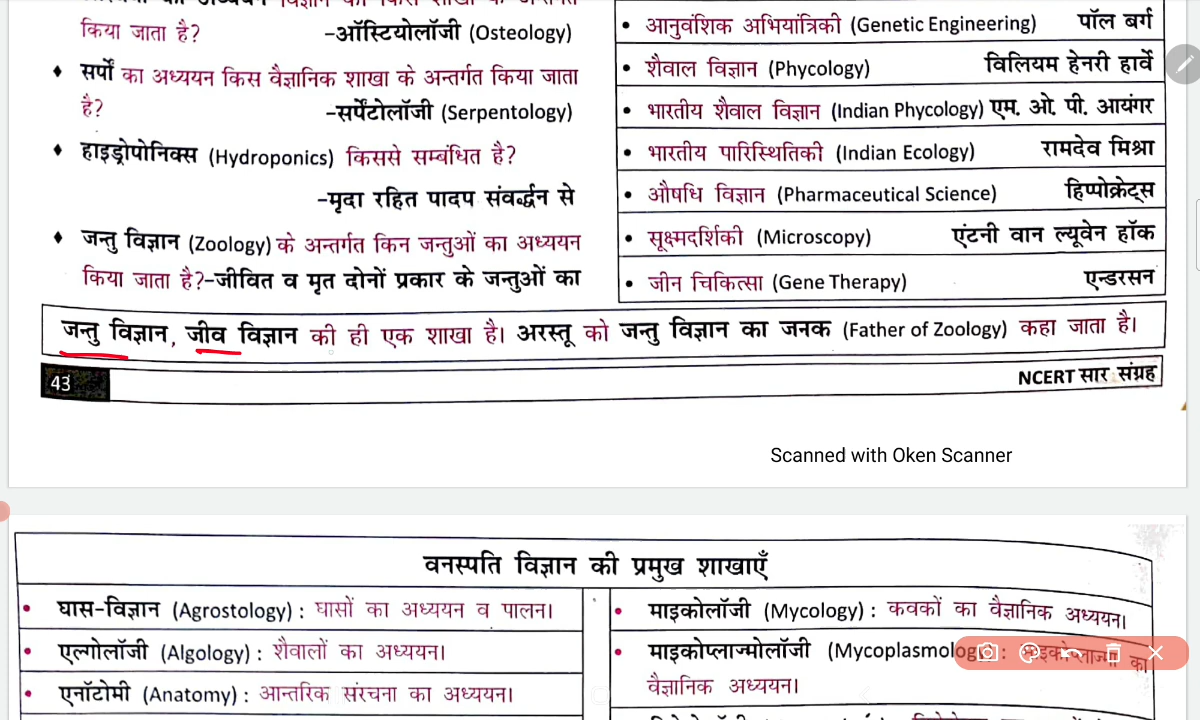 किया जाता है? -ऑस्टियोलॉजी (Osteology)
♦ सर्पों का अध्ययन किस वैज्ञानिक शाखा के अन्तर्गत किया जाता
है? -सर्पेंटोलॉजी (Serpentology)
♦ हाइड्रोपोनिक्स (Hydroponics) किससे सम्बंधित है?
-मृदा रहित पादप संवर्द्धन से
♦ जन्तु विज्ञान (Zoology) के अन्तर्गत किन जन्तुओं का अध्ययन
किया जाता है?-जीवित व मृत दोनों प्रकार के जन्तुओं का
• आनुवंशिक अभियांत्रिकी (Genetic Engineering) पॉल बर्ग
• शैवाल विज्ञान (Phycology) विलियम हेनरी हार्वे
• भारतीय शैवाल विज्ञान (Indian Phycology) एम. ओ. पी. आयंगर
• भारतीय पारिस्थितिकी (Indian Ecology) रामदेव मिश्रा
• औषधि विज्ञान (Pharmaceutical Science) हिप्पोक्रेट्स
• सूक्ष्मदर्शिकी (Microscopy) एंटनी वान ल्यूवेन हॉक
• जीन चिकित्सा (Gene Therapy) एन्डरसन
जन्तु विज्ञान, जीव विज्ञान की ही एक शाखा है। अरस्तू को जन्तु विज्ञान का जनक (Father of Zoology) कहा जाता है।
43 NCERT सार संग्रह
Scanned with Oken Scanner
वनस्पति विज्ञान की प्रमुख शाखाएँ
• घास-विज्ञान (Agrostology) : घासों का अध्ययन व पालन।
• एल्गोलॉजी (Algology) : शैवालों का अध्ययन।
• एनॉटोमी (Anatomy) : आन्तरिक संरचना का अध्ययन।
• माइकोलॉजी (Mycology) : कवकों का वैज्ञानिक अध्ययन।
• माइकोप्लाज्मोलॉजी (Mycoplasmology) : माइकोप्लाज्मा का
वैज्ञानिक अध्ययन।